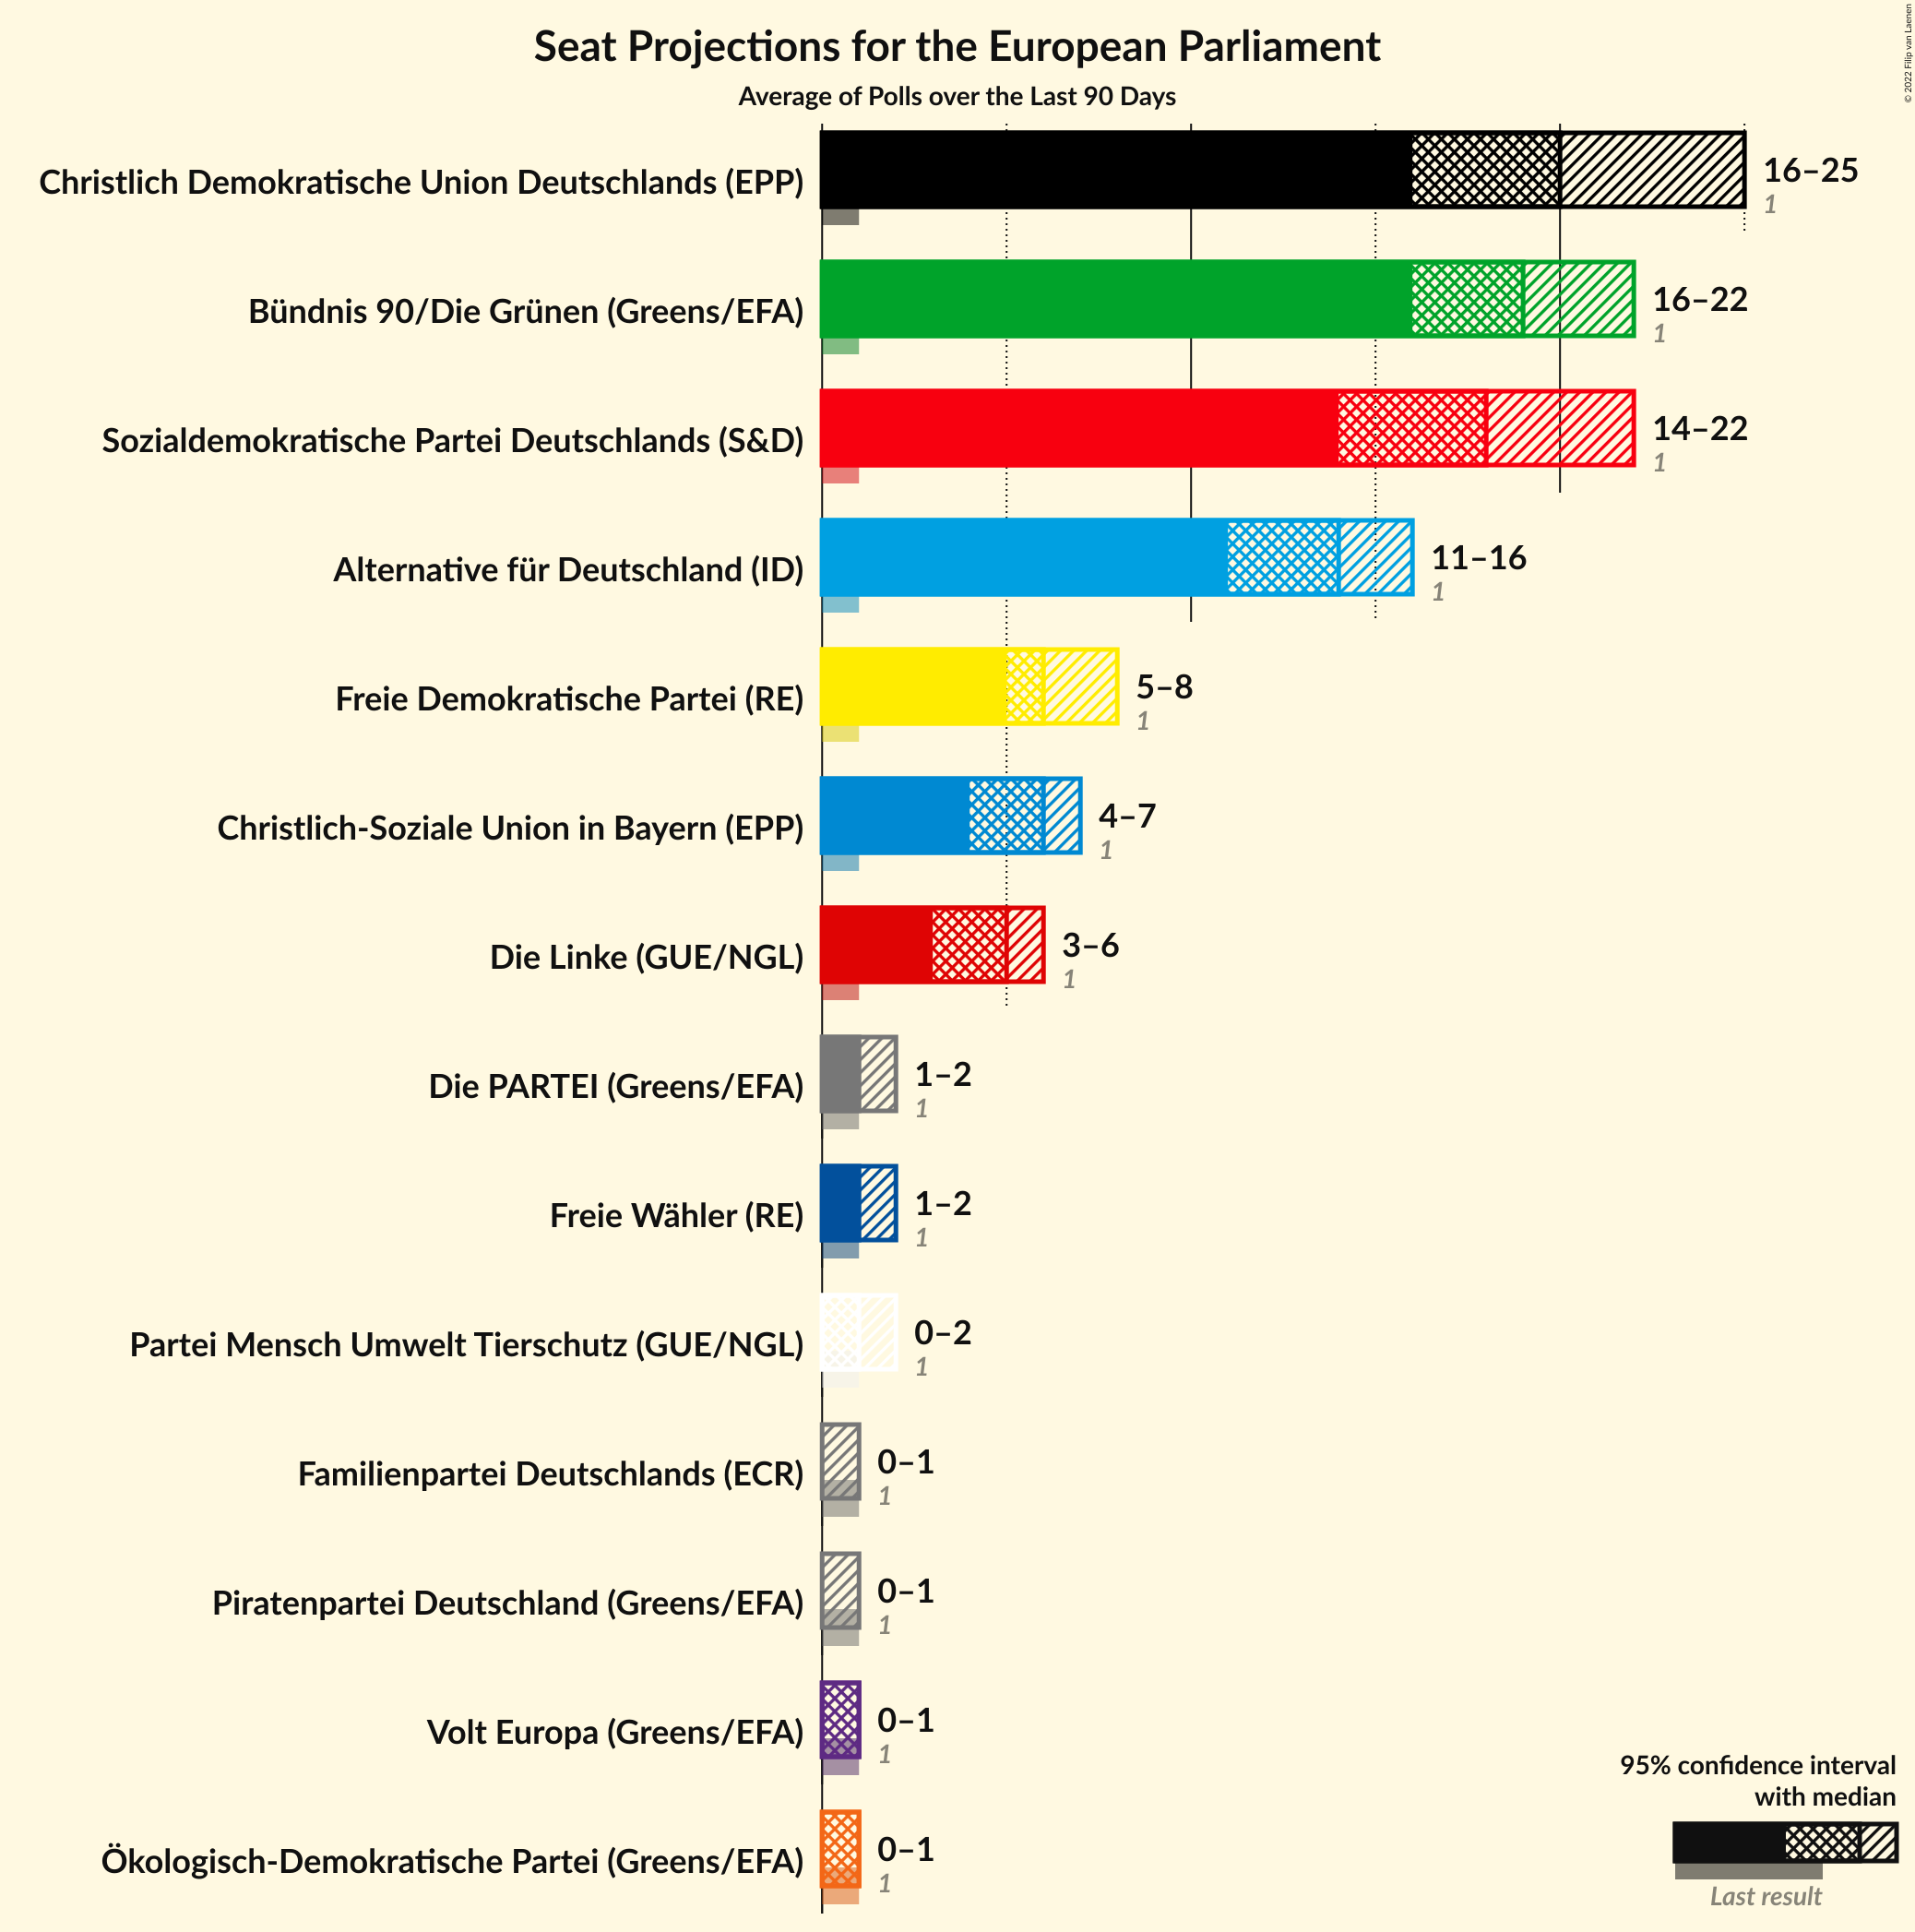 Seat Projections for the European Parliament
Average of Polls over the Last 90 Days
© 2022 Filip van Laenen
Christlich Demokratische Union Deutschlands (EPP)
16–25
1
Bündnis 90/Die Grünen (Greens/EFA)
16–22
1
Sozialdemokratische Partei Deutschlands (S&D)
14–22
1
Alternative für Deutschland (ID)
11–16
1
Freie Demokratische Partei (RE)
5–8
1
Christlich-Soziale Union in Bayern (EPP)
4–7
1
Die Linke (GUE/NGL)
3–6
1
Die PARTEI (Greens/EFA)
1–2
1
Freie Wähler (RE)
1–2
1
Partei Mensch Umwelt Tierschutz (GUE/NGL)
0–2
1
Familienpartei Deutschlands (ECR)
0–1
1
Piratenpartei Deutschland (Greens/EFA)
0–1
1
Volt Europa (Greens/EFA)
0–1
1
Ökologisch-Demokratische Partei (Greens/EFA)
0–1
1
95% confidence interval
with median
Last result